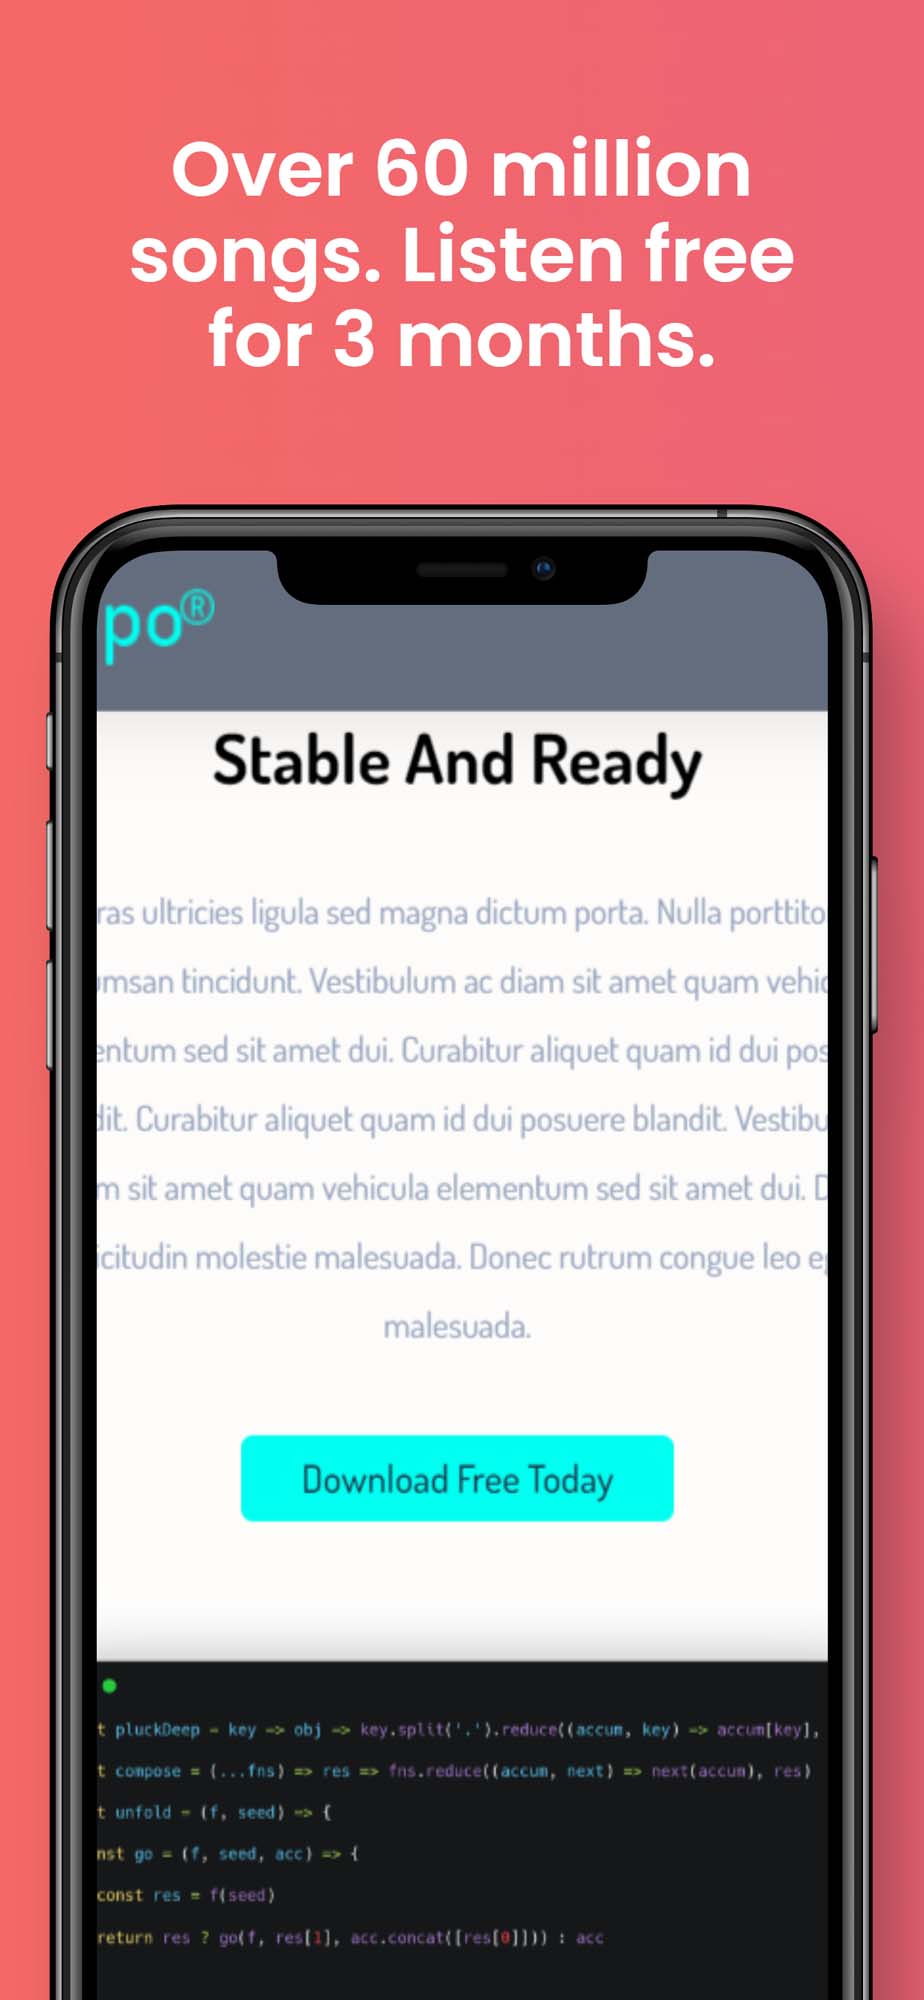 Over 60 million
songs. Listen free
for 3 months.
po®
Stable And Ready
ras ultricies ligula sed magna dictum porta. Nulla porttito
msan tincidunt. Vestibulum ac diam sit amet quam vehic
entum sed sit amet dui. Curabitur aliquet quam id dui pos
dit. Curabitur aliquet quam id dui posuere blandit. Vestibu
m sit amet quam vehicula elementum sed sit amet dui. D
icitudin molestie malesuada. Donec rutrum congue leo eg
malesuada.
Download Free Today
t pluckDeep = key => obj => key.split('.').reduce((accum, key) => accum[key],
t compose = (...fns) => res => fns.reduce((accum, next) => next(accum), res)
t unfold = (f, seed) => {
nst go = (f, seed, acc) => {
const res = f(seed)
return res ? go(f, res[1], acc.concat([res[0]])) : acc